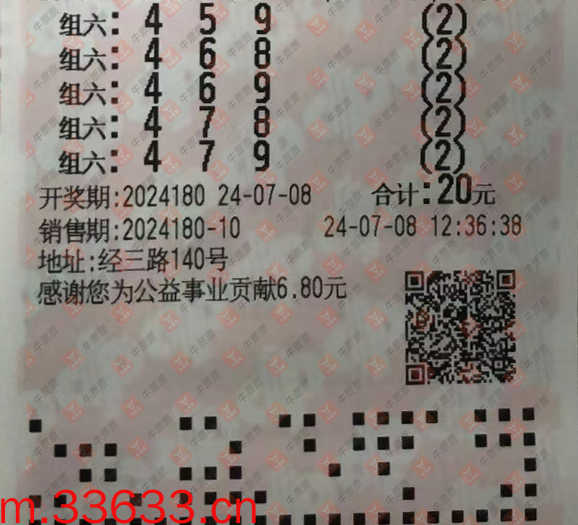 组六: 4 5 9 (2)
组六: 4 6 8 (2)
组六: 4 6 9 (2)
组六: 4 7 8 (2)
组六: 4 7 9 (2)
开奖期:2024180 24-07-08 合计:20元
销售期:2024180-10 24-07-08 12:36:38
地址:经三路140号
感谢您为公益事业贡献6.80元
m.33633.cn